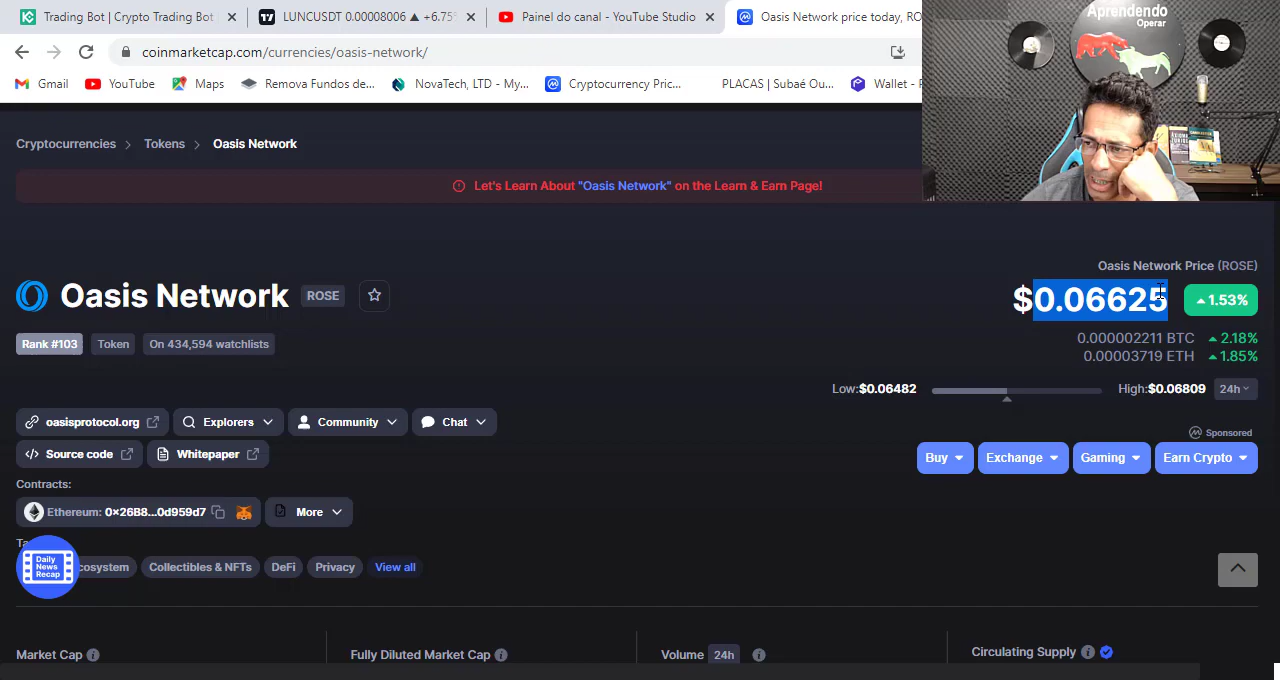 Trading Bot | Crypto Trading Bot
LUNCUSDT 0.00008006 ▲ +6.75
Painel do canal - YouTube Studio
Oasis Network price today, RO
coinmarketcap.com/currencies/oasis-network/
Gmail
YouTube
Maps
Remova Fundos de...
NovaTech, LTD - My...
Cryptocurrency Pric...
PLACAS | Subaé Ou...
Wallet - 
Aprendendo
Operar
Cryptocurrencies > Tokens > Oasis Network
Let's Learn About "Oasis Network" on the Learn & Earn Page!
Oasis Network ROSE
Rank #103
Token
On 434,594 watchlists
Oasis Network Price (ROSE)
$0.06625
1.53%
0.000002211 BTC 2.18%
0.00003719 ETH 1.85%
Low:$0.06482
High:$0.06809
24h
oasisprotocol.org
Explorers
Community
Chat
Source code
Whitepaper
Sponsored
Buy
Exchange
Gaming
Earn Crypto
Contracts:
Ethereum: 0x26B8...0d959d7
More
Ta
Daily
News
Recap
cosystem
Collectibles & NFTs
DeFi
Privacy
View all
Market Cap
Fully Diluted Market Cap
Volume 24h
Circulating Supply